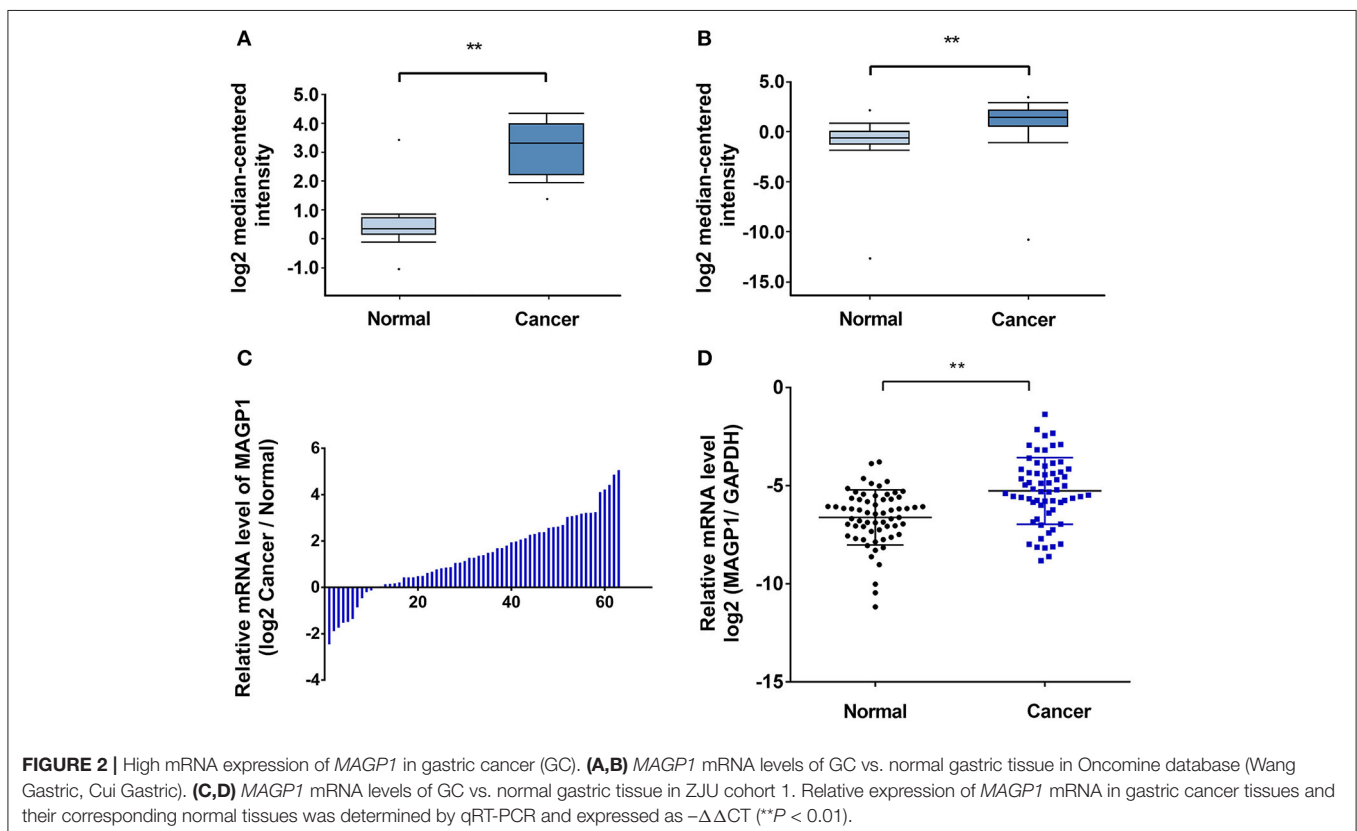 A
**
log2 median-centered
intensity
5.0
4.0
3.0
2.0
1.0
0
-1.0
Normal
Cancer
B
**
log2 median-centered
intensity
5.0
0.0
-5.0
-10.0
-15.0
Normal
Cancer
C
Relative mRNA level of MAGP1
(log2 Cancer / Normal)
6
4
2
0
-2
-4
20
40
60
D
**
Relative mRNA level
log2 (MAGP1/ GAPDH)
0
-5
-10
-15
Normal
Cancer
FIGURE 2 | High mRNA expression of MAGP1 in gastric cancer (GC). (A,B) MAGP1 mRNA levels of GC vs. normal gastric tissue in Oncomine database (Wang
Gastric, Cui Gastric). (C,D) MAGP1 mRNA levels of GC vs. normal gastric tissue in ZJU cohort 1. Relative expression of MAGP1 mRNA in gastric cancer tissues and
their corresponding normal tissues was determined by qRT-PCR and expressed as −ΔΔCT (**P < 0.01).